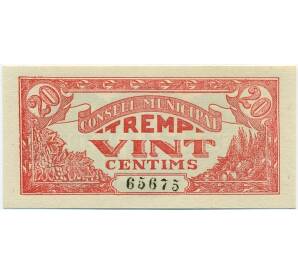 20 20
CONSELL MUNICIPAL
TREMP
VINT
CENTIMS
65675